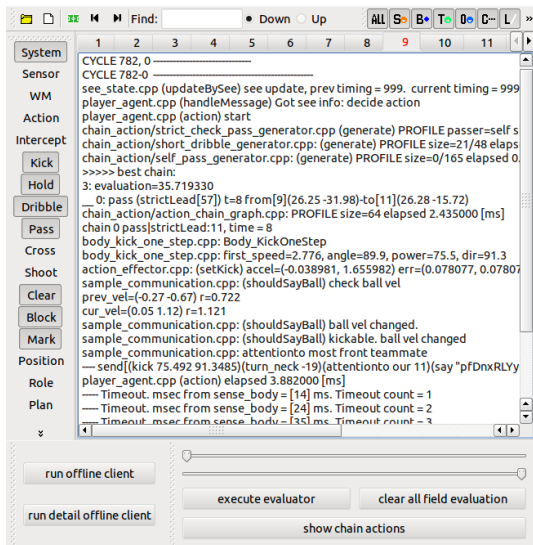 Find: Down Up ALL S B T O C L »
System 1 2 3 4 5 6 7 8 9 10 11
Sensor
WM
Action
Intercept
Kick
Hold
Dribble
Pass
Cross
Shoot
Clear
Block
Mark
Position
Role
Plan
CYCLE 782, 0 ----------------------------
CYCLE 782-0 ----------------------------------------------
see_state.cpp (updateBySee) see update, prev timing = 999. current timing = 999
player_agent.cpp (handleMessage) Got see info: decide action
player_agent.cpp (action) start
chain_action/strict_check_pass_generator.cpp (generate) PROFILE passer=self s
chain_action/short_dribble_generator.cpp: (generate) PROFILE size=21/48 elaps
chain_action/self_pass_generator.cpp: (generate) PROFILE size=0/165 elapsed 0.
>>>>> best chain:
3: evaluation=35.719330
__ 0: pass (strictLead[57]) t=8 from[9](26.25 -31.98)-to[11](26.28 -15.72)
chain_action/action_chain_graph.cpp: PROFILE size=64 elapsed 2.435000 [ms]
chain 0 pass|strictLead:11, time = 8
body_kick_one_step.cpp: Body_KickOneStep
body_kick_one_step.cpp: first_speed=2.776, angle=89.9, power=75.5, dir=91.3
action_effector.cpp: (setKick) accel=(-0.038981, 1.655982) err=(0.078077, 0.07807
sample_communication.cpp: (shouldSayBall) check ball vel
prev_vel=(-0.27 -0.67) r=0.722
cur_vel=(0.05 1.12) r=1.121
sample_communication.cpp: (shouldSayBall) ball vel changed.
sample_communication.cpp: (shouldSayBall) kickable. ball vel changed
sample_communication.cpp: attentionto most front teammate
---- send[(kick 75.492 91.3485)(turn_neck -19)(attentionto our 11)(say "pfDnxRLYy
player_agent.cpp (action) elapsed 3.882000 [ms]
----- Timeout. msec from sense_body = [14] ms. Timeout count = 1
----- Timeout. msec from sense_body = [24] ms. Timeout count = 2
----- Timeout. msec from sense_body = [35] ms. Timeout count = 3
run offline client
run detail offline client
execute evaluator clear all field evaluation
show chain actions